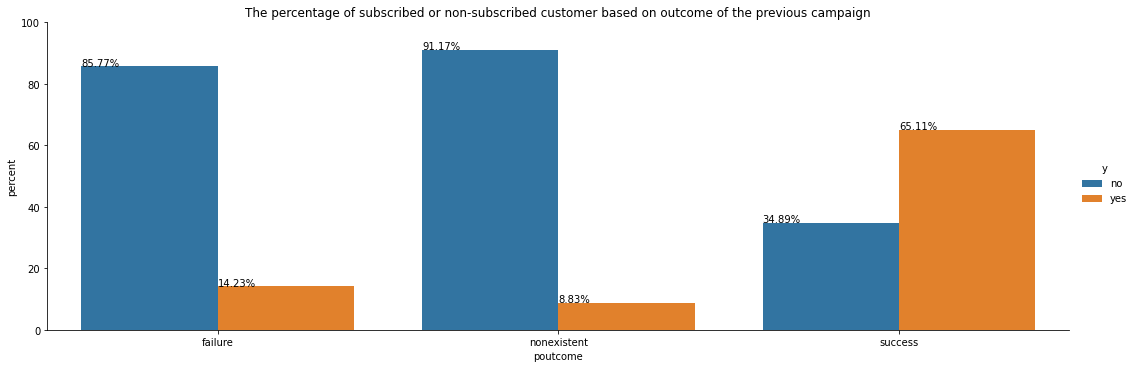 The percentage of subscribed or non-subscribed customer based on outcome of the previous campaign
100
80
60
40
20
0
percent
85.77%
14.23%
91.17%
8.83%
34.89%
65.11%
failure
nonexistent
success
poutcome
y
no
yes